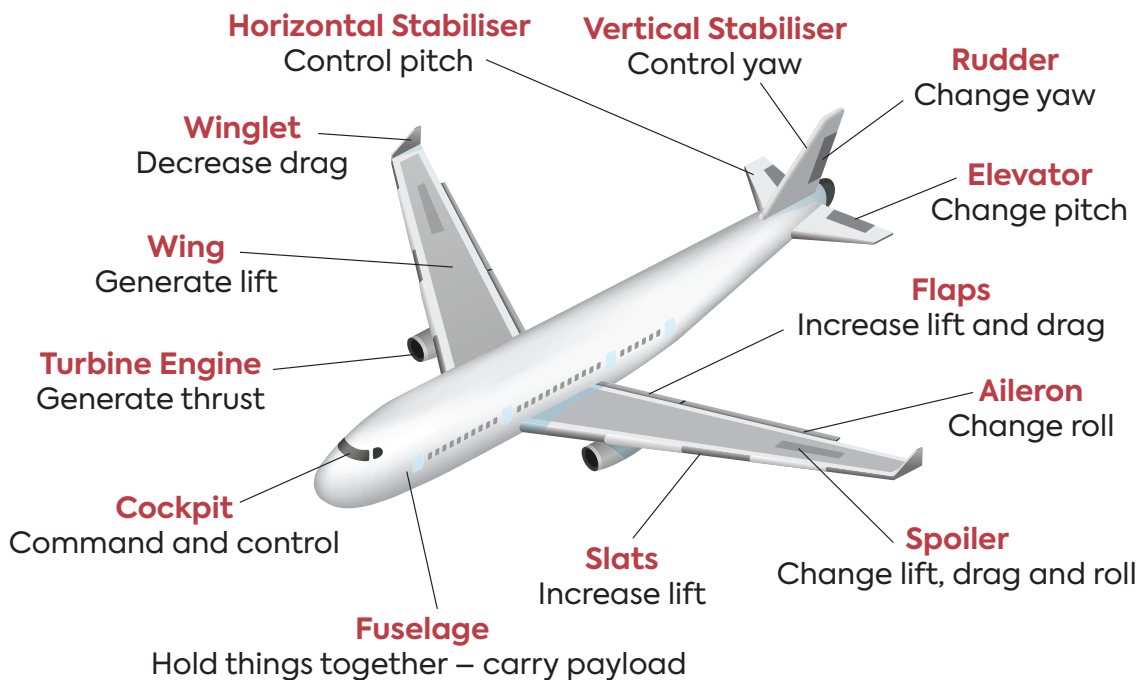 Horizontal Stabiliser
Control pitch
Vertical Stabiliser
Control yaw
Rudder
Change yaw
Winglet
Decrease drag
Elevator
Change pitch
Wing
Generate lift
Flaps
Increase lift and drag
Turbine Engine
Generate thrust
Aileron
Change roll
Cockpit
Command and control
Slats
Increase lift
Spoiler
Change lift, drag and roll
Fuselage
Hold things together – carry payload